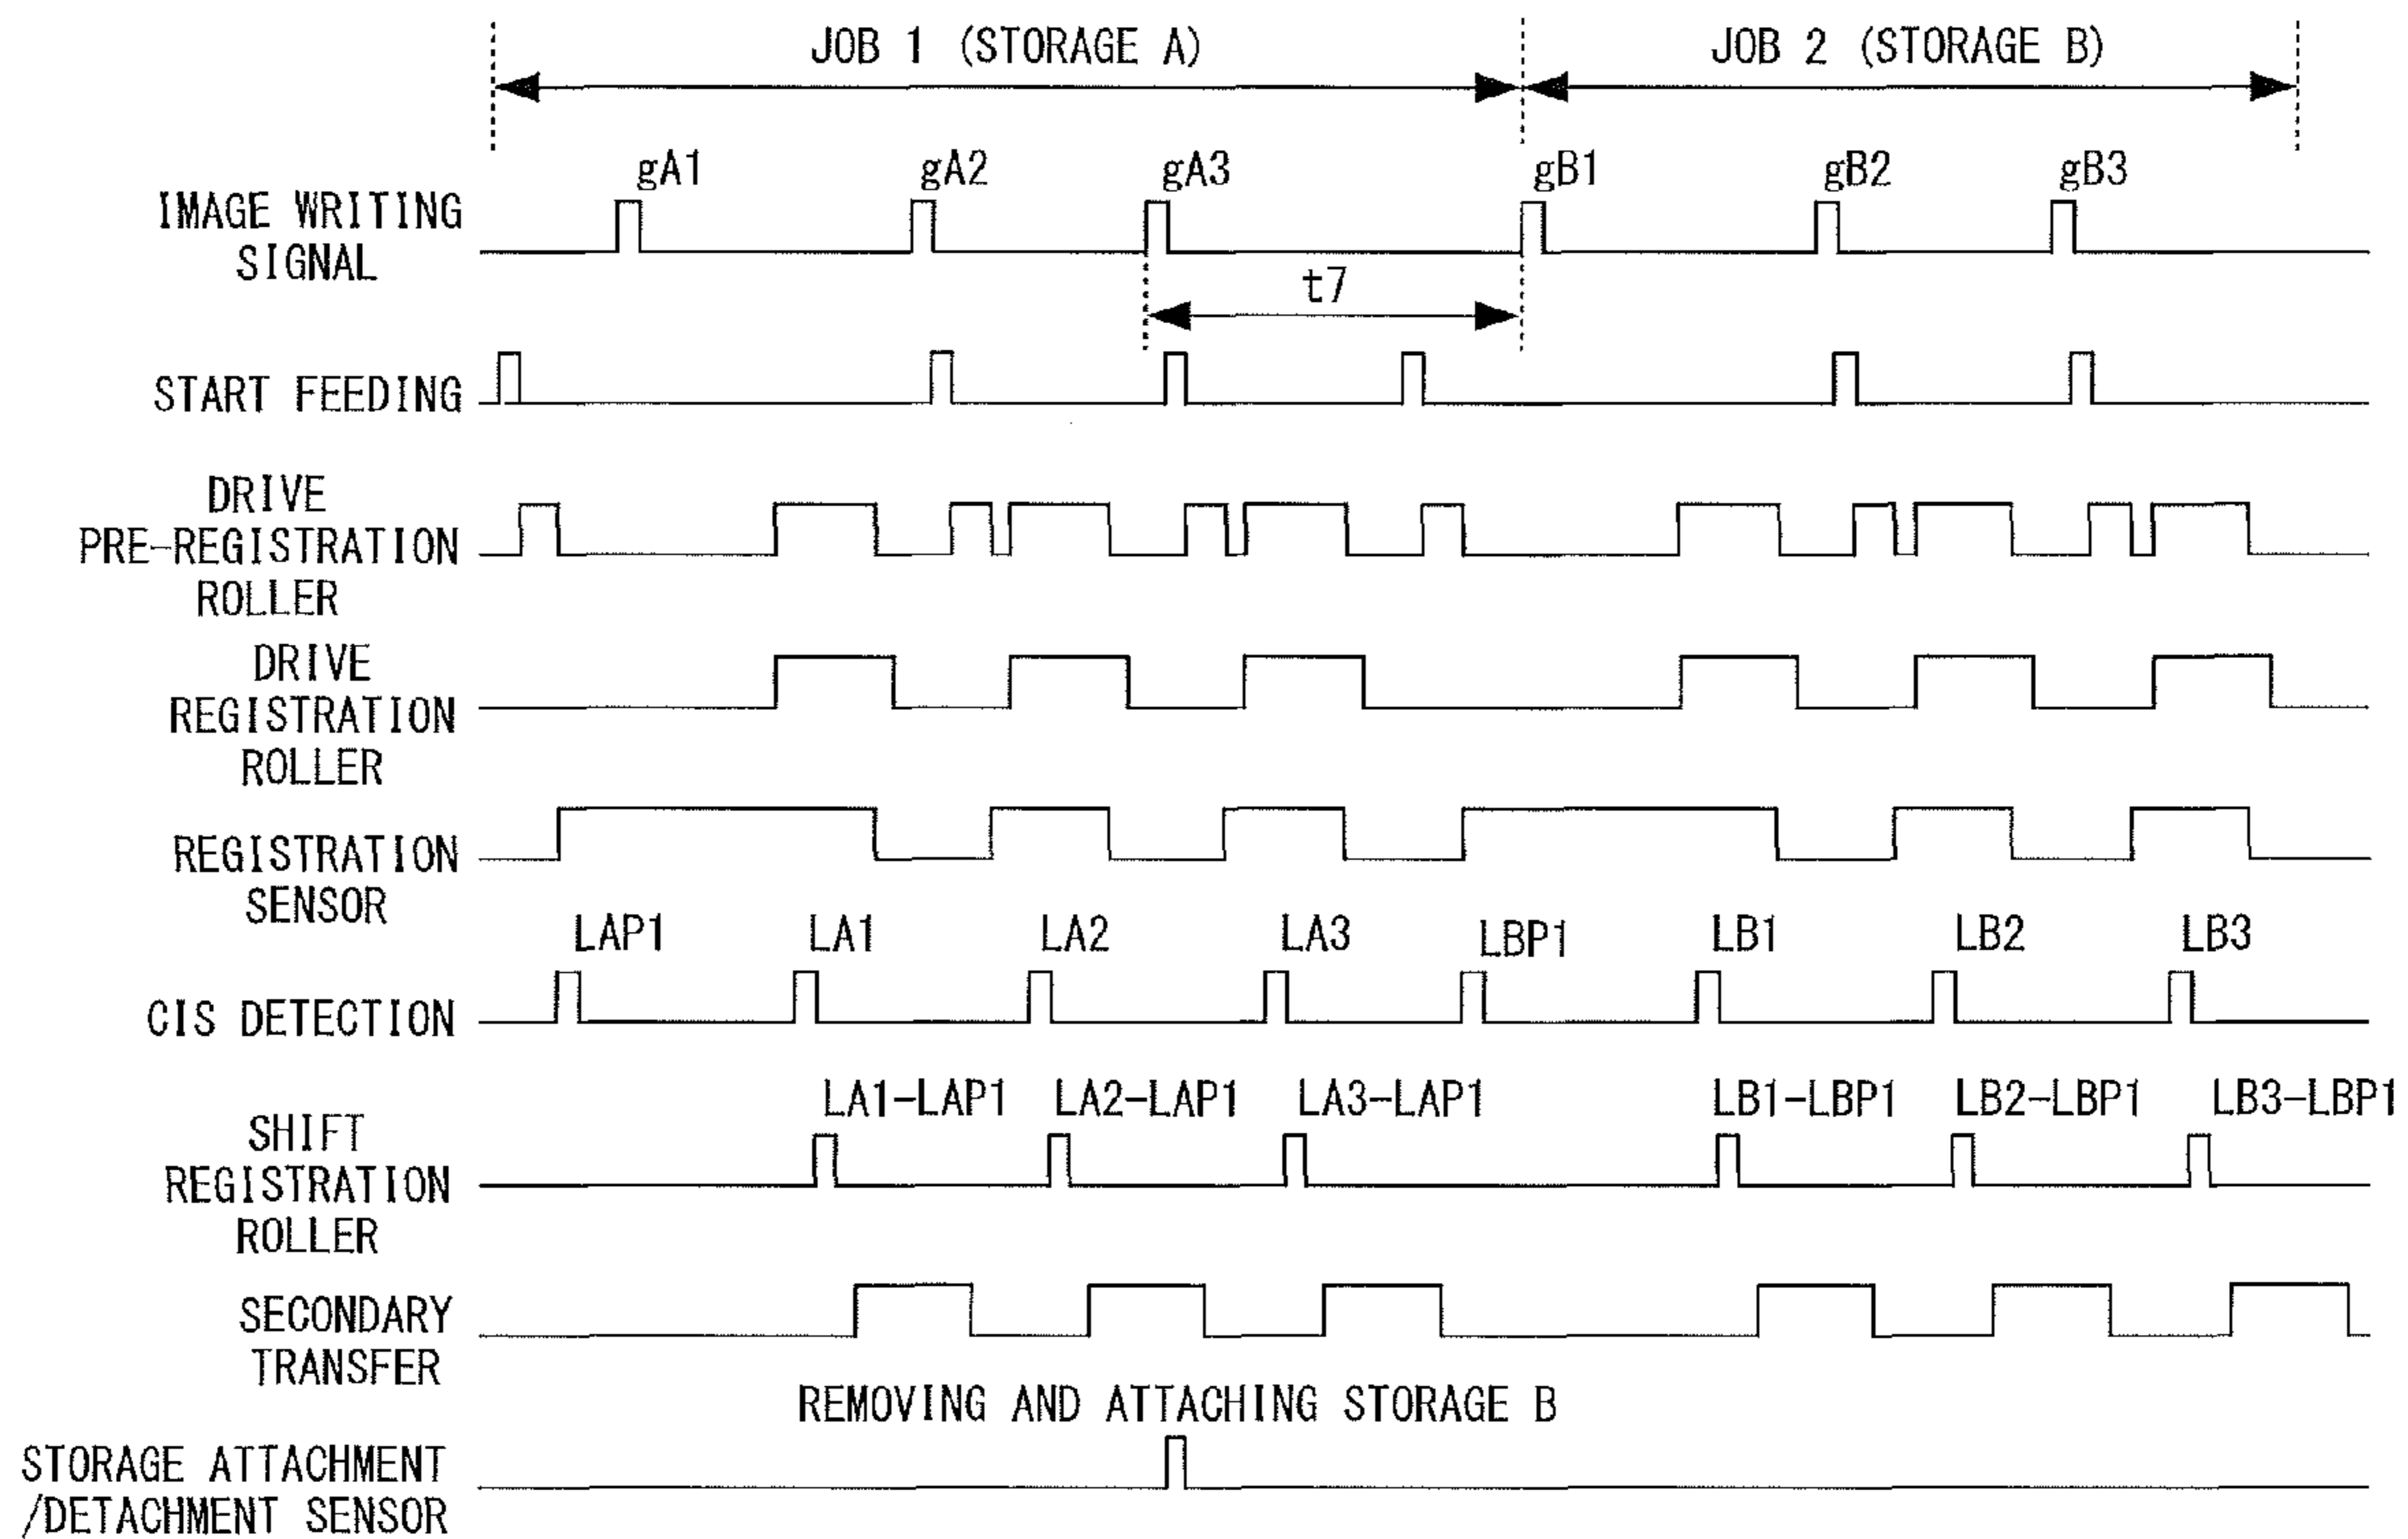 JOB 1 (STORAGE A)
JOB 2 (STORAGE B)
gA1
gA2
gA3
gB1
gB2
gB3
IMAGE WRITING
SIGNAL
t7
START FEEDING
DRIVE
PRE-REGISTRATION
ROLLER
DRIVE
REGISTRATION
ROLLER
REGISTRATION
SENSOR
LAP1
LA1
LA2
LA3
LBP1
LB1
LB2
LB3
CIS DETECTION
LA1-LAP1
LA2-LAP1
LA3-LAP1
LB1-LBP1
LB2-LBP1
LB3-LBP1
SHIFT
REGISTRATION
ROLLER
SECONDARY
TRANSFER
REMOVING AND ATTACHING STORAGE B
STORAGE ATTACHMENT
/DETACHMENT SENSOR